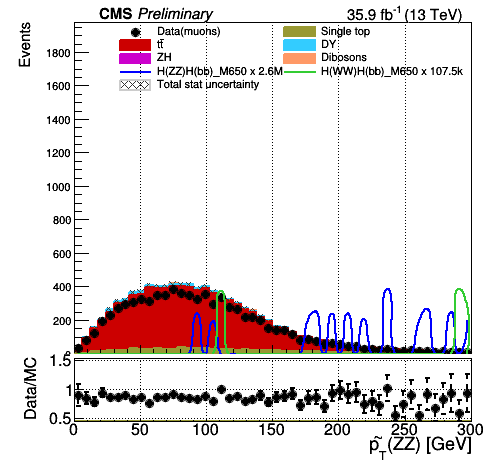 CMS Preliminary 35.9 fb⁻¹ (13 TeV)
Events
Data(muons) Single top
tt̄ DY
ZH Dibosons
H(ZZ)H(bb)_M650 x 2.6M H(WW)H(bb)_M650 x 107.5k
Total stat uncertainty
1800
1600
1400
1200
1000
800
600
400
200
0
Data/MC
1.5
1
0.5
0 50 100 150 200 250 300
p̃_T(ZZ) [GeV]